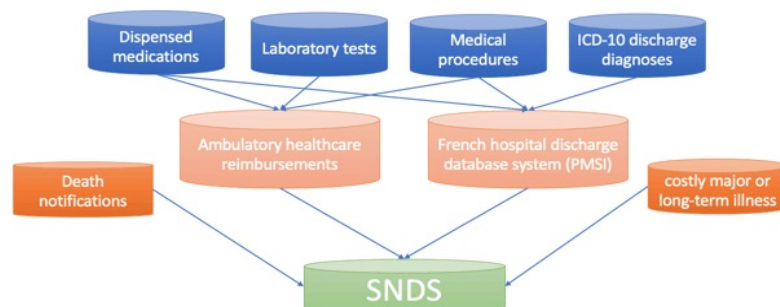 Dispensed
medications
Laboratory tests
Medical
procedures
ICD-10 discharge
diagnoses
Ambulatory healthcare
reimbursements
French hospital discharge
database system (PMSI)
Death
notifications
costly major or
long-term illness
SNDS